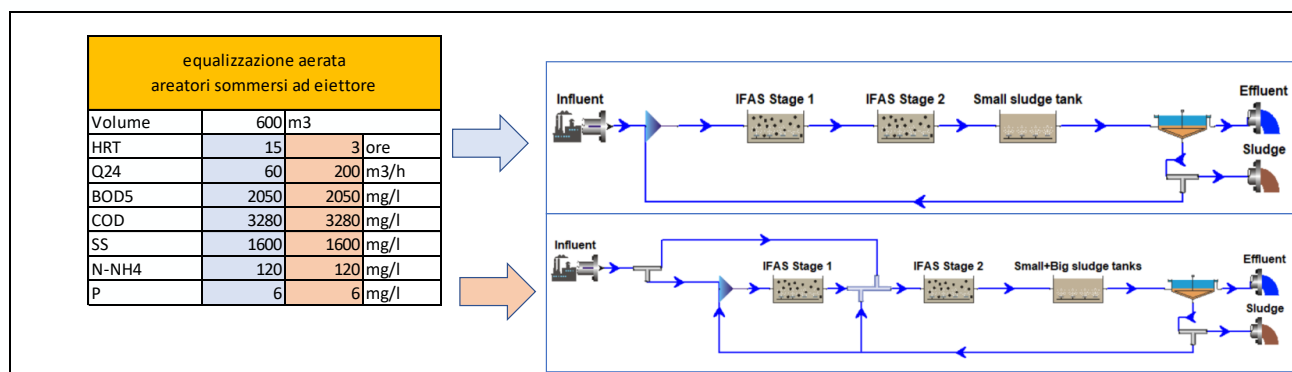 equalizzazione aerata
areatori sommersi ad eiettore
Volume 600 m3
HRT 15 3 ore
Q24 60 200 m3/h
BOD5 2050 2050 mg/l
COD 3280 3280 mg/l
SS 1600 1600 mg/l
N-NH4 120 120 mg/l
P 6 6 mg/l
Influent IFAS Stage 1 IFAS Stage 2 Small sludge tank Effluent
Sludge
Influent IFAS Stage 1 IFAS Stage 2 Small+Big sludge tanks Effluent
Sludge